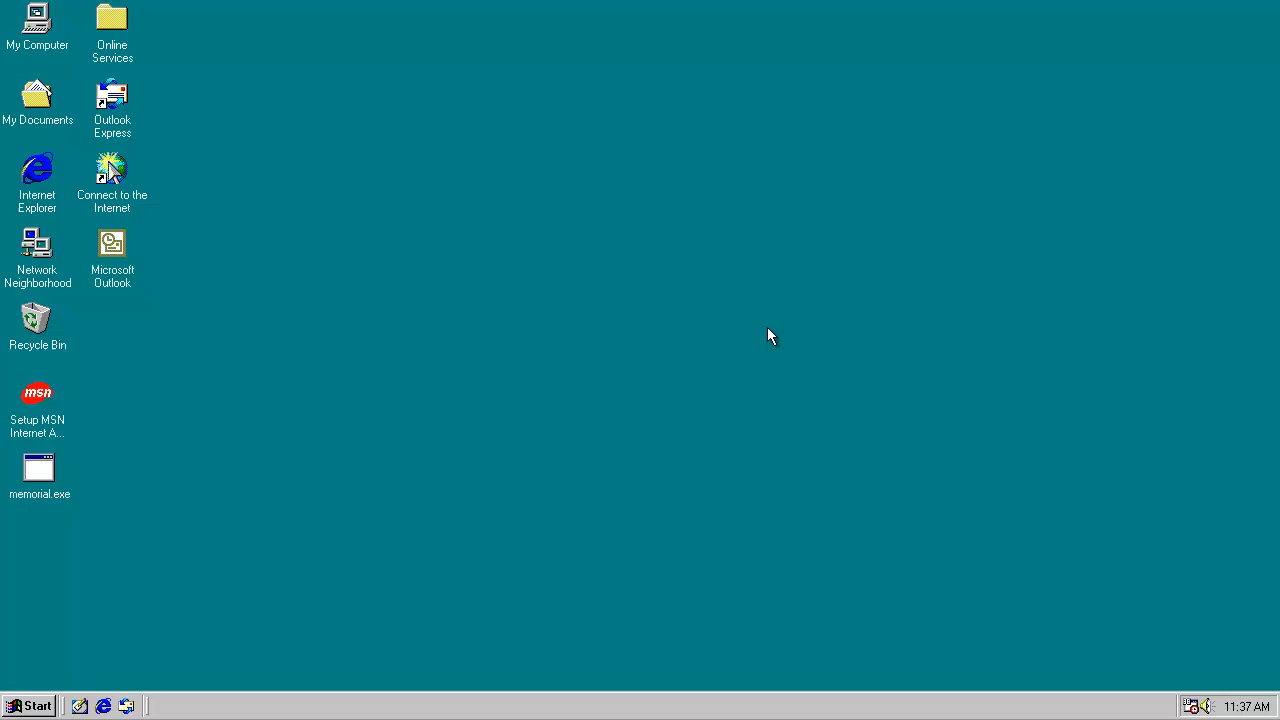 My Computer
Online
Services
My Documents
Outlook
Express
Internet
Explorer
Connect to the
Internet
Network
Neighborhood
Microsoft
Outlook
Recycle Bin
msn
Setup MSN
Internet A...
memorial.exe
Start
11:37 AM